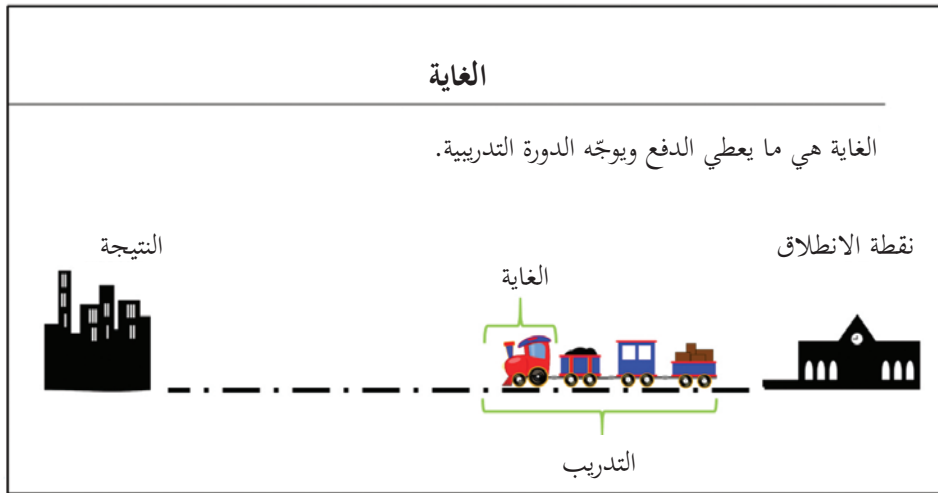 الغاية
الغاية هي ما يعطي الدفع ويوجّه الدورة التدريبية.
نقطة الانطلاق
النتيجة
الغاية
التدريب